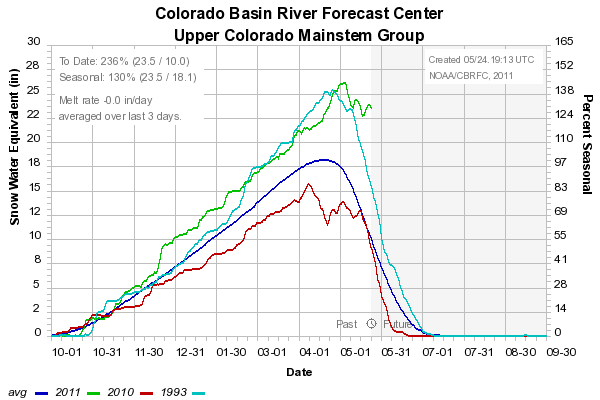 Colorado Basin River Forecast Center
Upper Colorado Mainstem Group
To Date: 236% (23.5 / 10.0)
Seasonal: 130% (23.5 / 18.1)
Melt rate -0.0 in/day
averaged over last 3 days.
Created 05/24.19:13 UTC
NOAA/CBRFC, 2011
Snow Water Equivalent (in)
30
28
25
22
20
18
15
12
10
8
5
2
0
Percent Seasonal
165
152
138
124
110
97
83
69
55
41
28
14
0
Past
Future
10-01 10-31 11-30 12-31 01-30 03-01 04-01 05-01 05-31 07-01 07-31 08-30 09-30
Date
avg 2011 2010 1993